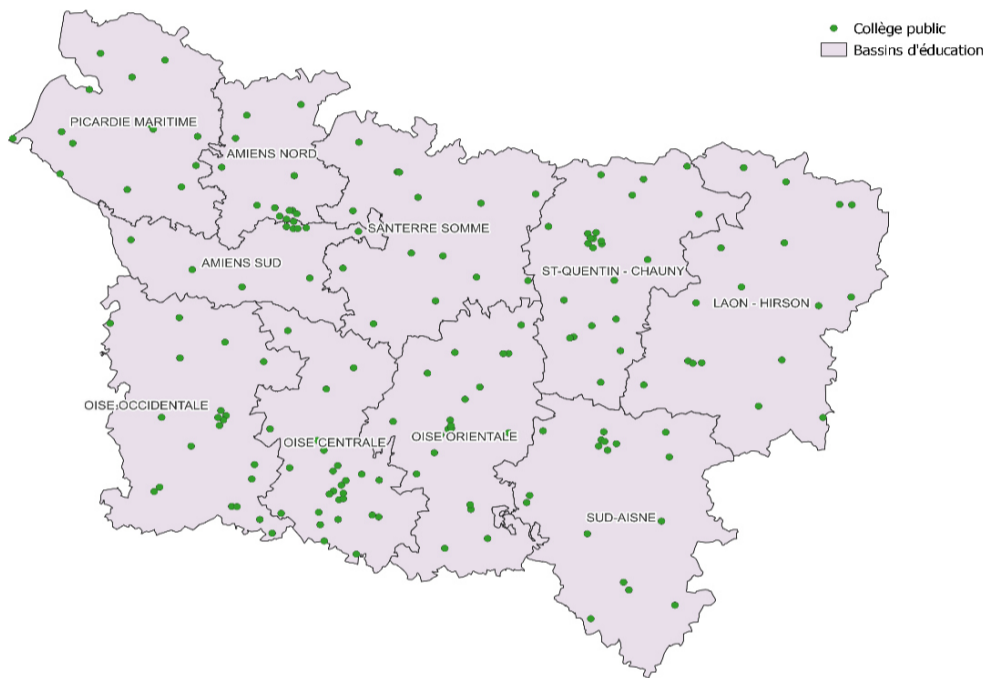 Collège public
Bassins d'éducation
PICARDIE MARITIME
AMIENS NORD
SANTERRE SOMME
AMIENS SUD
ST-QUENTIN - CHAUNY
LAON - HIRSON
OISE OCCIDENTALE
OISE CENTRALE
OISE ORIENTALE
SUD-AISNE